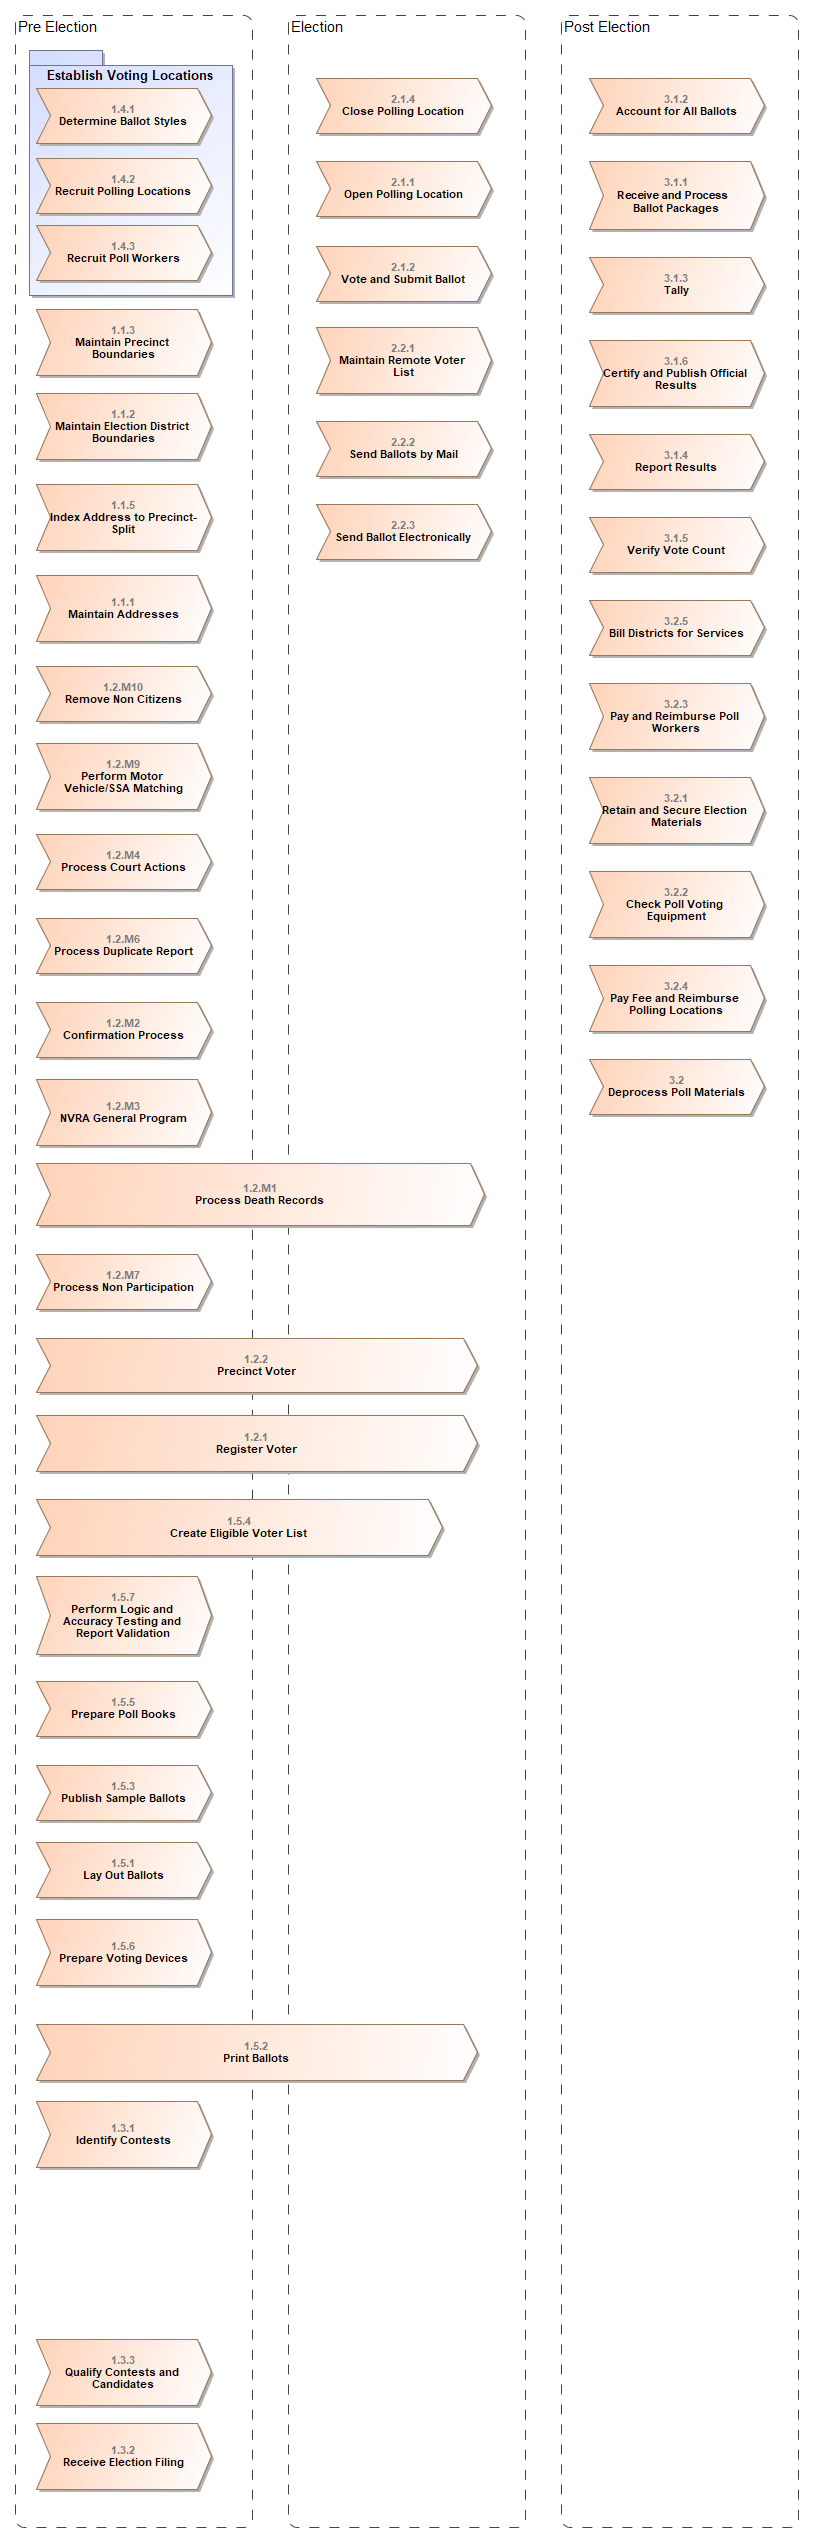 Pre Election
Establish Voting Locations
1.4.1
Determine Ballot Styles
1.4.2
Recruit Polling Locations
1.4.3
Recruit Poll Workers
1.1.3
Maintain Precinct
Boundaries
1.1.2
Maintain Election District
Boundaries
1.1.5
Index Address to Precinct-
Split
1.1.1
Maintain Addresses
1.2.M10
Remove Non Citizens
1.2.M9
Perform Motor
Vehicle/SSA Matching
1.2.M4
Process Court Actions
1.2.M6
Process Duplicate Report
1.2.M2
Confirmation Process
1.2.M3
NVRA General Program
1.2.M1
Process Death Records
1.2.M7
Process Non Participation
1.2.2
Precinct Voter
1.2.1
Register Voter
1.5.4
Create Eligible Voter List
1.5.7
Perform Logic and
Accuracy Testing and
Report Validation
1.5.5
Prepare Poll Books
1.5.3
Publish Sample Ballots
1.5.1
Lay Out Ballots
1.5.6
Prepare Voting Devices
1.5.2
Print Ballots
1.3.1
Identify Contests
1.3.3
Qualify Contests and
Candidates
1.3.2
Receive Election Filing
Election
2.1.4
Close Polling Location
2.1.1
Open Polling Location
2.1.2
Vote and Submit Ballot
2.2.1
Maintain Remote Voter
List
2.2.2
Send Ballots by Mail
2.2.3
Send Ballot Electronically
Post Election
3.1.2
Account for All Ballots
3.1.1
Receive and Process
Ballot Packages
3.1.3
Tally
3.1.6
Certify and Publish Official
Results
3.1.4
Report Results
3.1.5
Verify Vote Count
3.2.5
Bill Districts for Services
3.2.3
Pay and Reimburse Poll
Workers
3.2.1
Retain and Secure Election
Materials
3.2.2
Check Poll Voting
Equipment
3.2.4
Pay Fee and Reimburse
Polling Locations
3.2
Deprocess Poll Materials